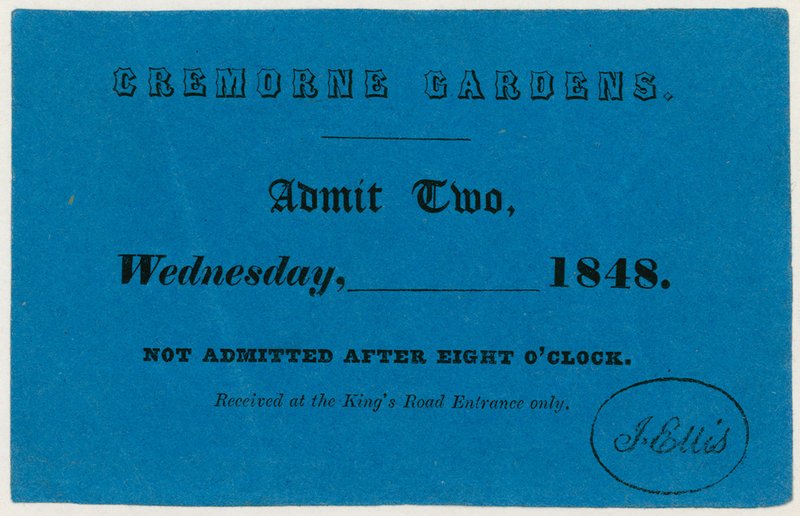 CREMORNE GARDENS.
Admit Two,
Wednesday, 1848.
NOT ADMITTED AFTER EIGHT O'CLOCK.
Received at the King's Road Entrance only.
J. Ellis